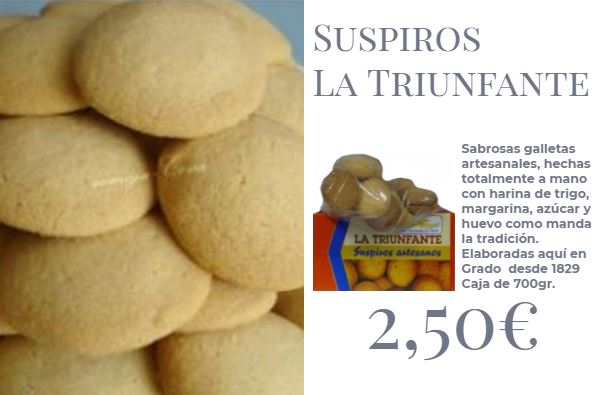 Suspiros
La Triunfante
Sabrosas galletas
artesanales, hechas
totalmente a mano
con harina de trigo,
margarina, azúcar y
huevo como manda
la tradición.
Elaboradas aquí en
Grado desde 1829
Caja de 700gr.
LA TRIUNFANTE
Suspiros artesanos
2,50€